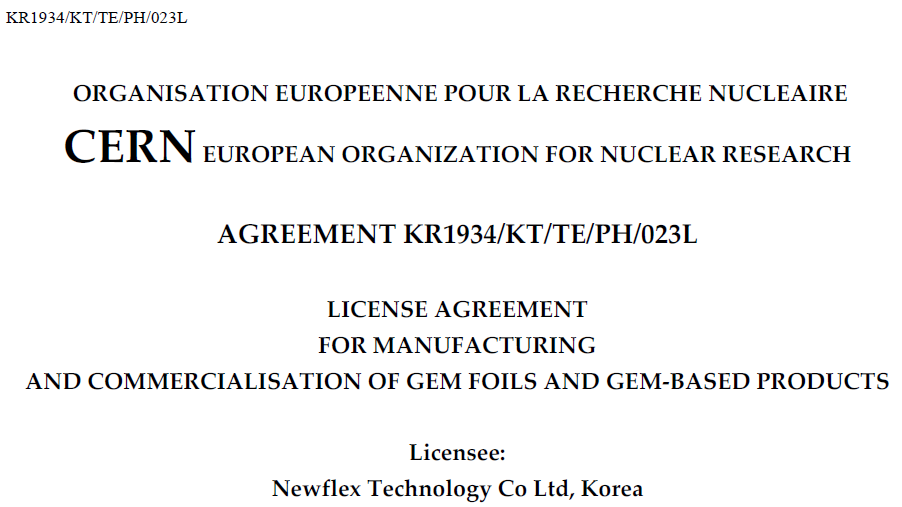 KR1934/KT/TE/PH/023L
ORGANISATION EUROPEENNE POUR LA RECHERCHE NUCLEAIRE
CERN EUROPEAN ORGANIZATION FOR NUCLEAR RESEARCH
AGREEMENT KR1934/KT/TE/PH/023L
LICENSE AGREEMENT
FOR MANUFACTURING
AND COMMERCIALISATION OF GEM FOILS AND GEM-BASED PRODUCTS
Licensee:
Newflex Technology Co Ltd, Korea